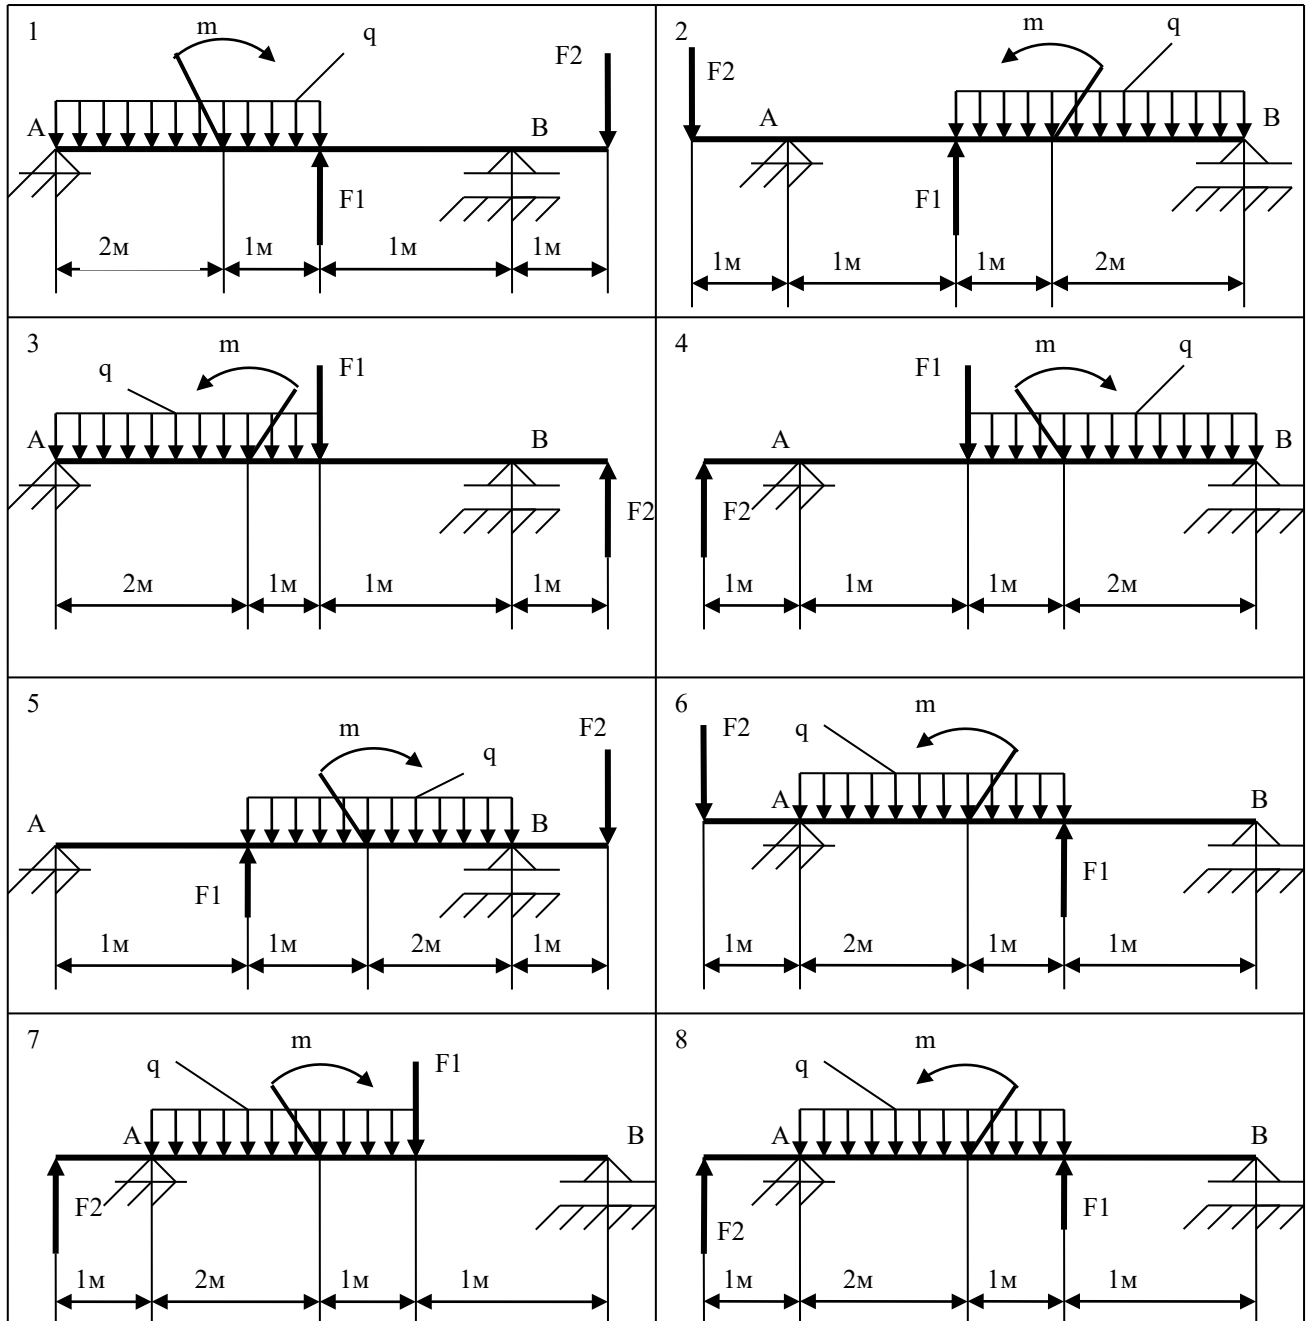 1 m q F2
A B
F1
2м 1м 1м 1м
2 m q
F2
A B
F1
1м 1м 1м 2м
3 m F1
q
A B
F2
2м 1м 1м 1м
4 F1 m q
A B
F2
1м 1м 1м 2м
5 m F2
q
A B
F1
1м 1м 2м 1м
6 m
F2 q
A B
F1
1м 2м 1м 1м
7 m
q F1
A B
F2
1м 2м 1м 1м
8 m
q
A B
F1
F2
1м 2м 1м 1м